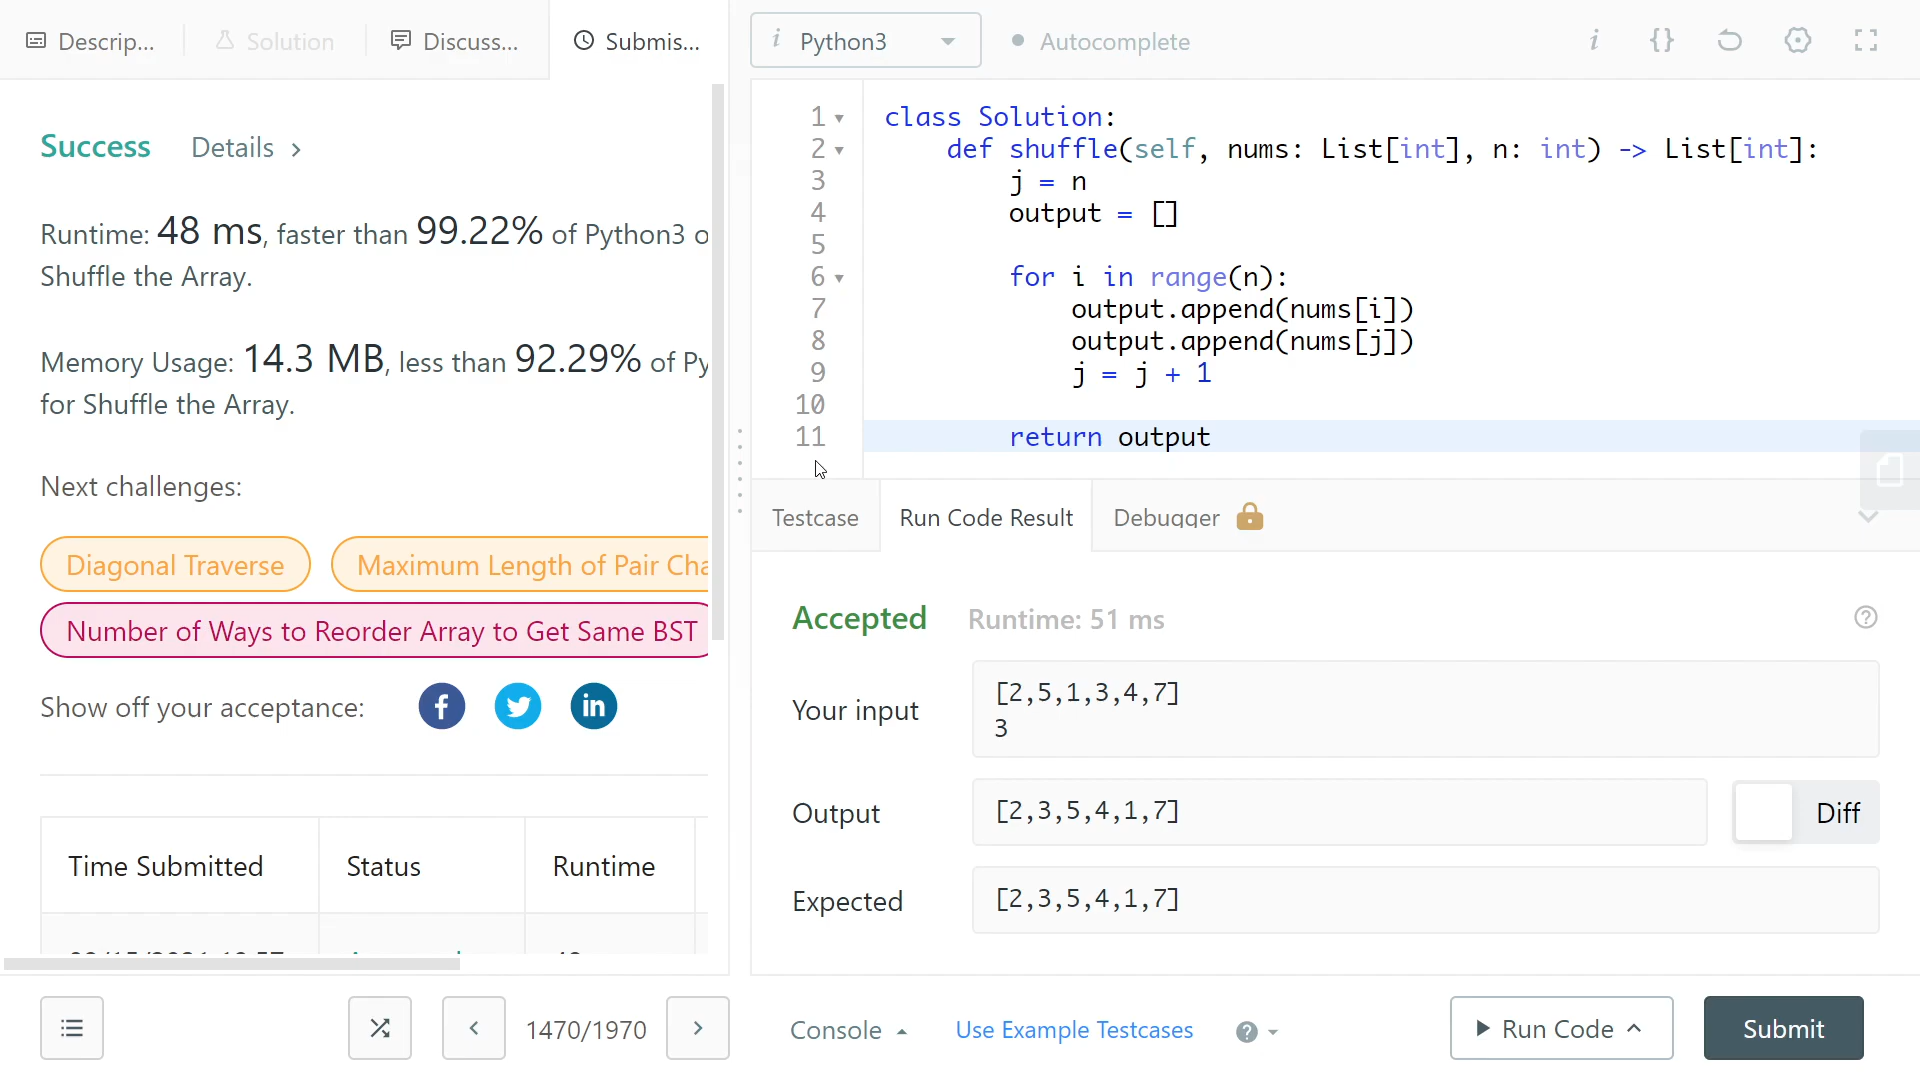 Descrip...
Solution
Discuss...
Submis...
Success Details >
Runtime: 48 ms, faster than 99.22% of Python3 o
Shuffle the Array.
Memory Usage: 14.3 MB, less than 92.29% of Py
for Shuffle the Array.
Next challenges:
Diagonal Traverse
Maximum Length of Pair Cha
Number of Ways to Reorder Array to Get Same BST
Show off your acceptance:
f
in
Time Submitted Status Runtime
1470/1970
i Python3
Autocomplete
i {}
1 class Solution:
2 def shuffle(self, nums: List[int], n: int) -> List[int]:
3 j = n
4 output = []
5
6 for i in range(n):
7 output.append(nums[i])
8 output.append(nums[j])
9 j = j + 1
10
11 return output
Testcase
Run Code Result
Debugger
Accepted Runtime: 51 ms
?
Your input
[2,5,1,3,4,7]
3
Output
[2,3,5,4,1,7]
Diff
Expected
[2,3,5,4,1,7]
Console
Use Example Testcases
?
Run Code
Submit